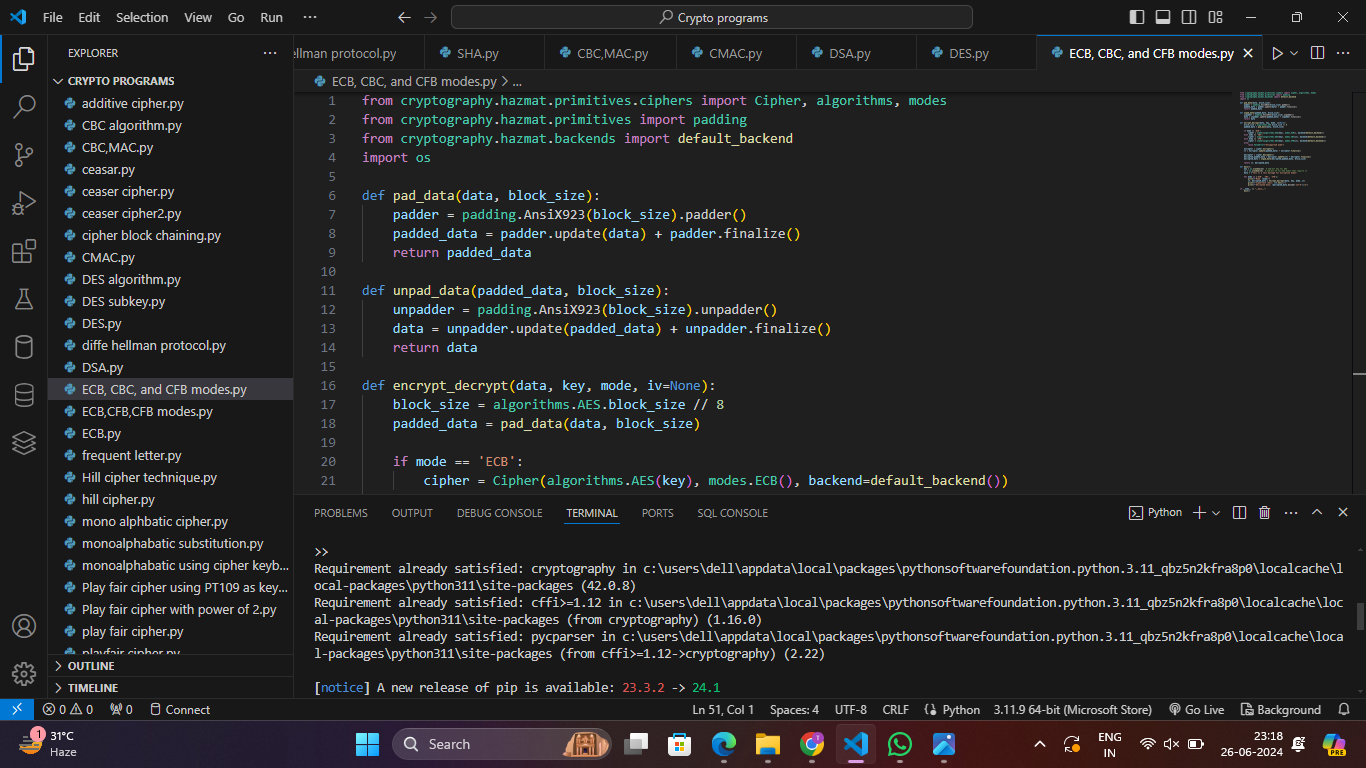 File Edit Selection View Go Run ··· Crypto programs
EXPLORER ···
CRYPTO PROGRAMS
additive cipher.py
CBC algorithm.py
CBC,MAC.py
ceasar.py
ceaser cipher.py
ceaser cipher2.py
cipher block chaining.py
CMAC.py
DES algorithm.py
DES subkey.py
DES.py
diffe hellman protocol.py
DSA.py
ECB, CBC, and CFB modes.py
ECB,CFB,CFB modes.py
ECB.py
frequent letter.py
Hill cipher technique.py
hill cipher.py
mono alphbatic cipher.py
monoalphabatic substitution.py
monoalphabatic using cipher keyb...
Play fair cipher using PT109 as key...
Play fair cipher with power of 2.py
play fair cipher.py
playfair cipher.py
OUTLINE
TIMELINE
ellman protocol.py SHA.py CBC,MAC.py CMAC.py DSA.py DES.py ECB, CBC, and CFB modes.py
ECB, CBC, and CFB modes.py > ...
1 from cryptography.hazmat.primitives.ciphers import Cipher, algorithms, modes
2 from cryptography.hazmat.primitives import padding
3 from cryptography.hazmat.backends import default_backend
4 import os
5
6 def pad_data(data, block_size):
7 padder = padding.AnsiX923(block_size).padder()
8 padded_data = padder.update(data) + padder.finalize()
9 return padded_data
10
11 def unpad_data(padded_data, block_size):
12 unpadder = padding.AnsiX923(block_size).unpadder()
13 data = unpadder.update(padded_data) + unpadder.finalize()
14 return data
15
16 def encrypt_decrypt(data, key, mode, iv=None):
17 block_size = algorithms.AES.block_size // 8
18 padded_data = pad_data(data, block_size)
19
20 if mode == 'ECB':
21 cipher = Cipher(algorithms.AES(key), modes.ECB(), backend=default_backend())
PROBLEMS OUTPUT DEBUG CONSOLE TERMINAL PORTS SQL CONSOLE Python
>>
Requirement already satisfied: cryptography in c:\users\dell\appdata\local\packages\pythonsoftwarefoundation.python.3.11_qbz5n2kfra8p0\localcache\l
ocal-packages\python311\site-packages (42.0.8)
Requirement already satisfied: cffi>=1.12 in c:\users\dell\appdata\local\packages\pythonsoftwarefoundation.python.3.11_qbz5n2kfra8p0\localcache\loc
al-packages\python311\site-packages (from cryptography) (1.16.0)
Requirement already satisfied: pycparser in c:\users\dell\appdata\local\packages\pythonsoftwarefoundation.python.3.11_qbz5n2kfra8p0\localcache\loca
l-packages\python311\site-packages (from cffi>=1.12->cryptography) (2.22)
[notice] A new release of pip is available: 23.3.2 -> 24.1
0 0 0 Connect Ln 51, Col 1 Spaces: 4 UTF-8 CRLF Python 3.11.9 64-bit (Microsoft Store) Go Live Background
1 31°C
Haze
Search
ENG
IN
23:18
26-06-2024
PRE